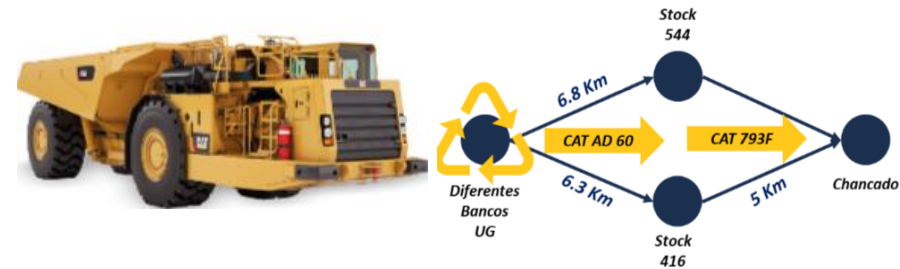 Stock
544
6.8 Km
CAT AD 60
CAT 793F
Diferentes
Bancos
UG
6.3 Km
5 Km
Chancado
Stock
416